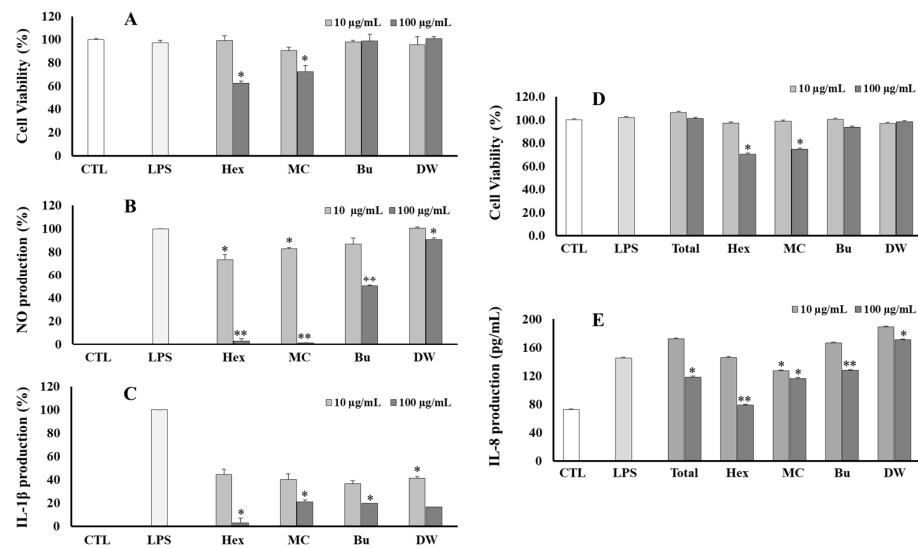 A
10 µg/mL 100 µg/mL
Cell Viability (%)
120
100
80
60
40
20
0
* *
CTL LPS Hex MC Bu DW
B
10 µg/mL 100 µg/mL
NO production (%)
120
100
80
60
40
20
0
* ** * ** ** *
CTL LPS Hex MC Bu DW
C
10 µg/mL 100 µg/mL
IL-1β production (%)
120
100
80
60
40
20
0
* * * *
CTL LPS Hex MC Bu DW
D
10 µg/mL 100 µg/mL
Cell Viability (%)
120.0
100.0
80.0
60.0
40.0
20.0
0.0
* *
CTL LPS Total Hex MC Bu DW
E
10 µg/mL 100 µg/mL
IL-8 production (pg/mL)
200
160
120
80
40
0
* ** * * ** *
CTL LPS Total Hex MC Bu DW